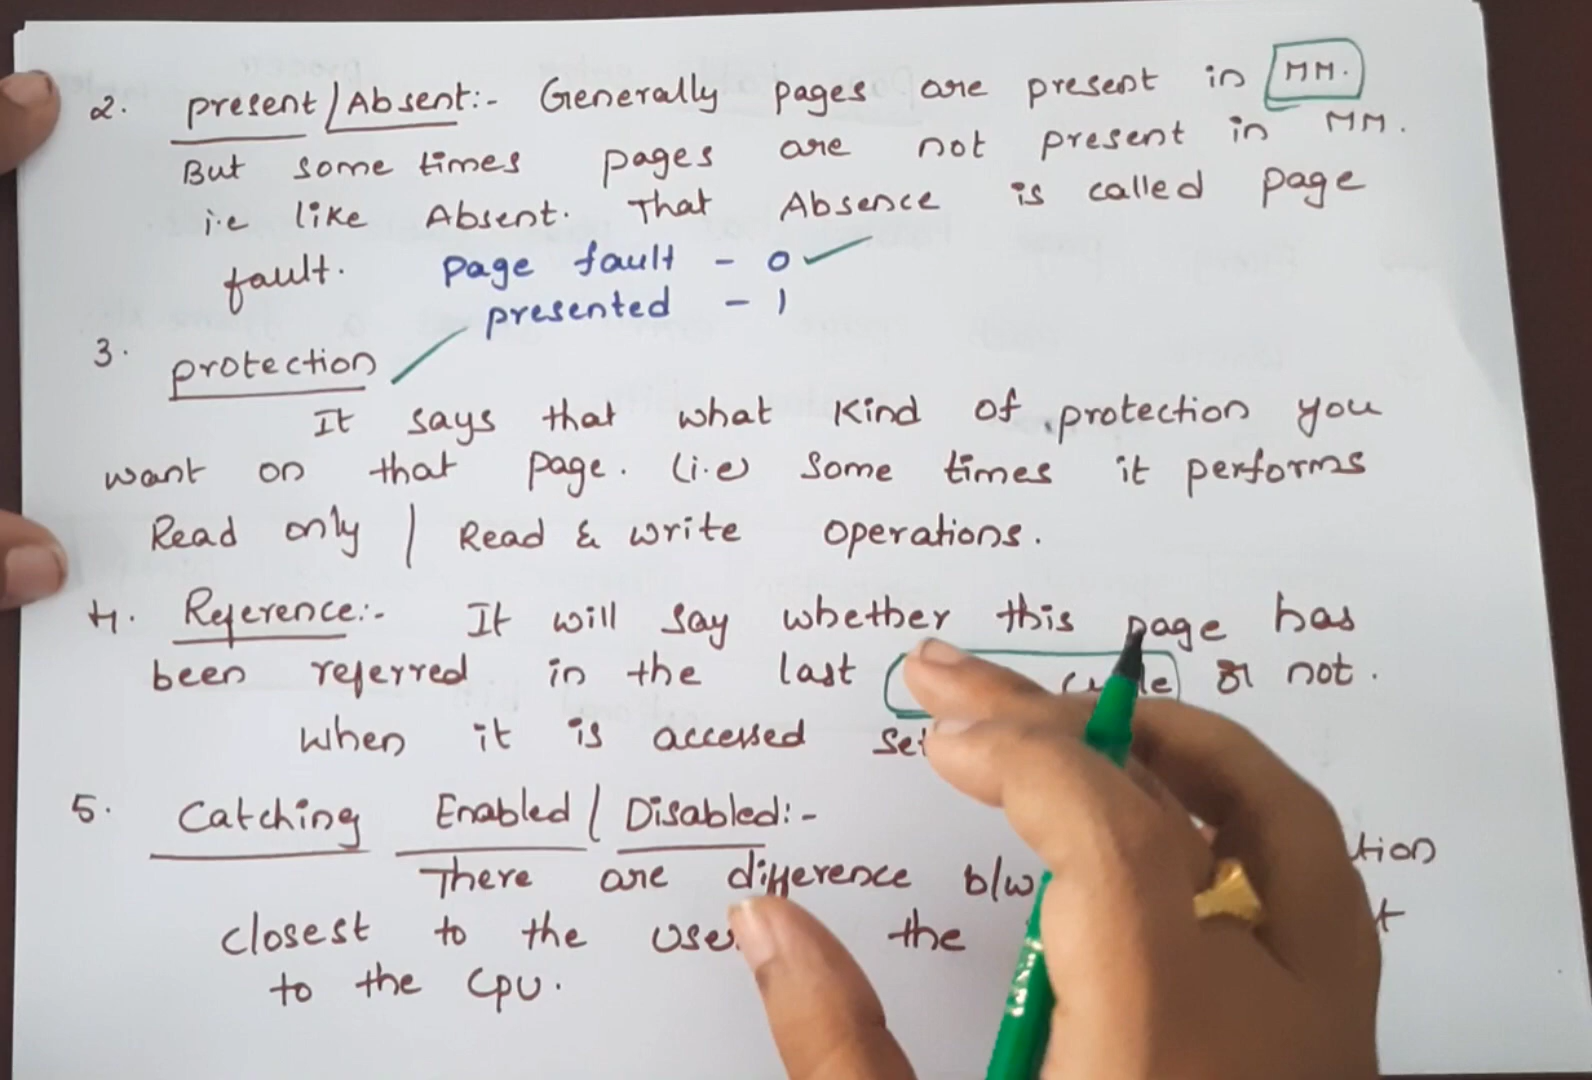 2. present/Absent:- Generally pages are present in MM.
But some times pages are not present in MM.
i.e like Absent. That Absence is called page
fault. page fault - 0
presented - 1
3. protection
It says that what kind of protection you
want on that page. (i.e) some times it performs
Read only / Read & write operations.
4. Reference:- It will say whether this page has
been referred in the last or not.
when it is accessed
5. Catching Enabled / Disabled:-
There are difference b/w
closest to the the
to the CPU.